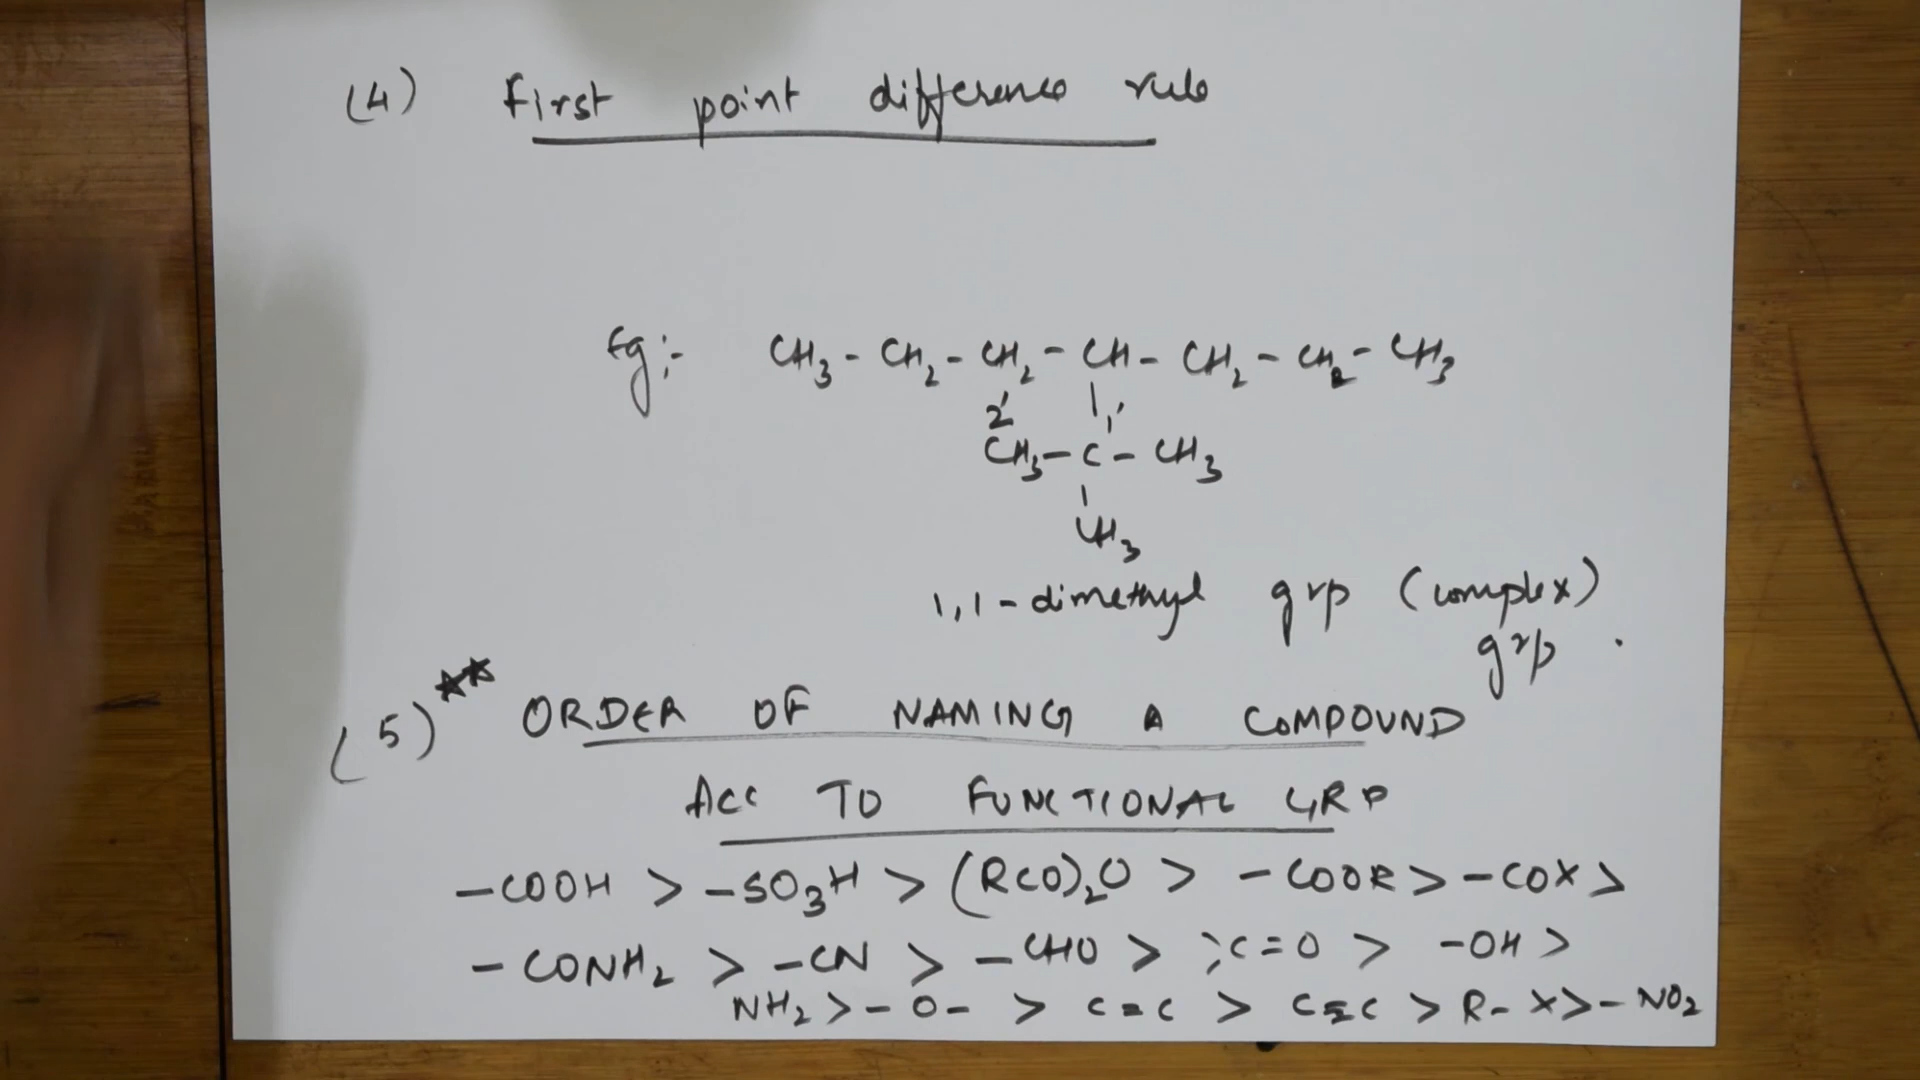 (4) First point difference rule
Eg:- CH₃ - CH₂ - CH₂ - CH - CH₂ - CH₂ - CH₃
2' | 1'
CH₃ - C - CH₃
|
CH₃
1,1-dimethyl grp (complex)
grp .
(5) ★★ ORDER OF NAMING A COMPOUND
ACC TO FUNCTIONAL GRP
-COOH > -SO₃H > (RCO)₂O > -COOR > -COX >
-CONH₂ > -CN > -CHO > >C=O > -OH >
NH₂ > -O- > C=C > C≡C > R-X > -NO₂